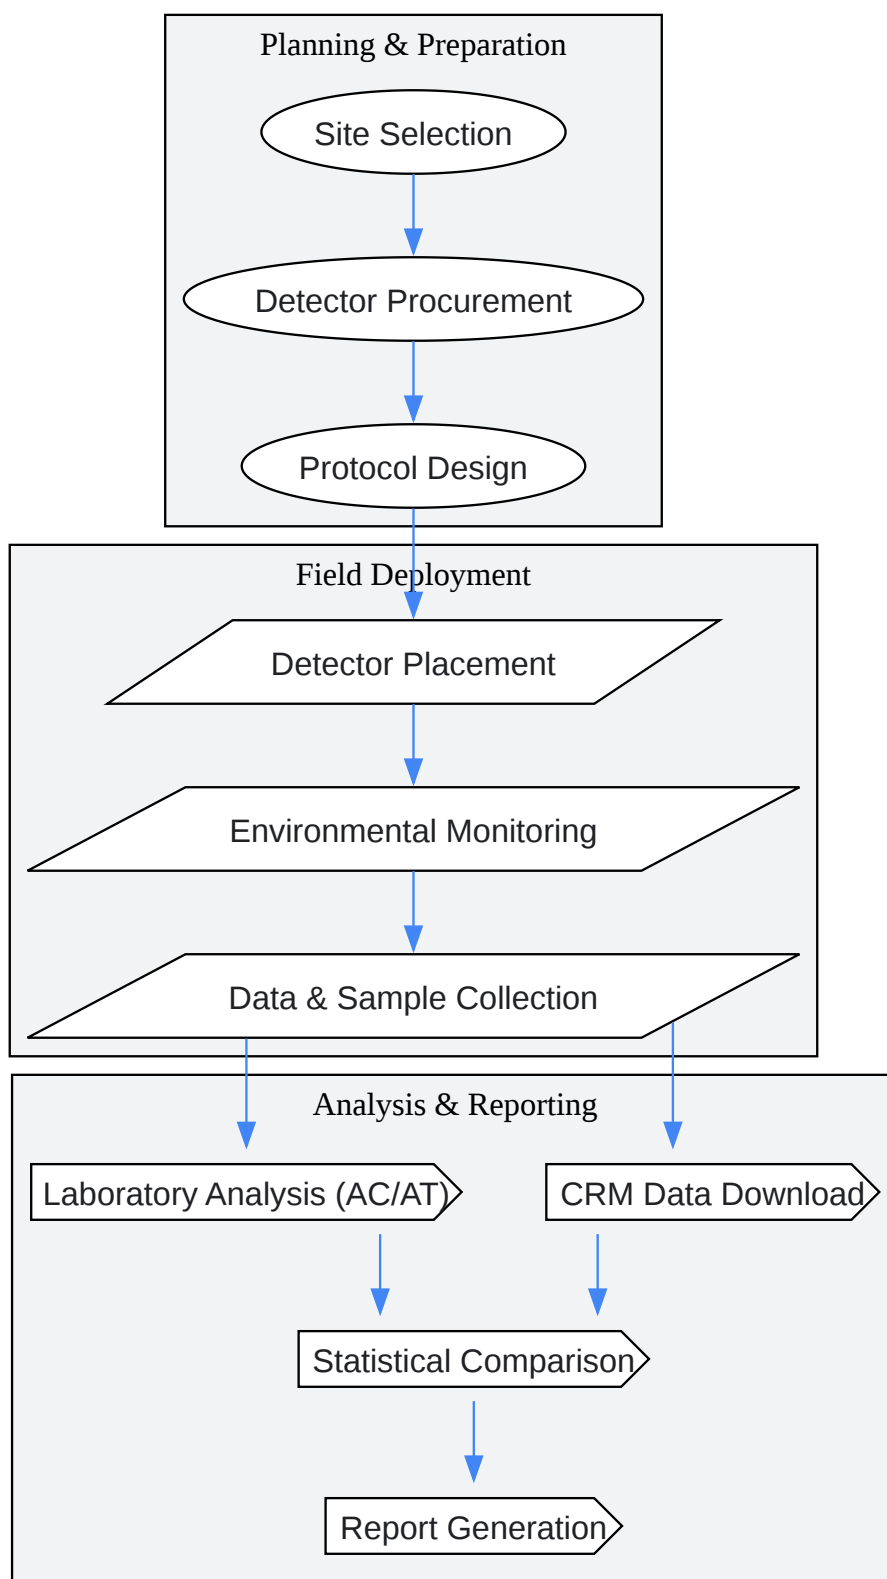 Planning & Preparation
Site Selection
Detector Procurement
Protocol Design
Field Deployment
Detector Placement
Environmental Monitoring
Data & Sample Collection
Analysis & Reporting
Laboratory Analysis (AC/AT)
CRM Data Download
Statistical Comparison
Report Generation